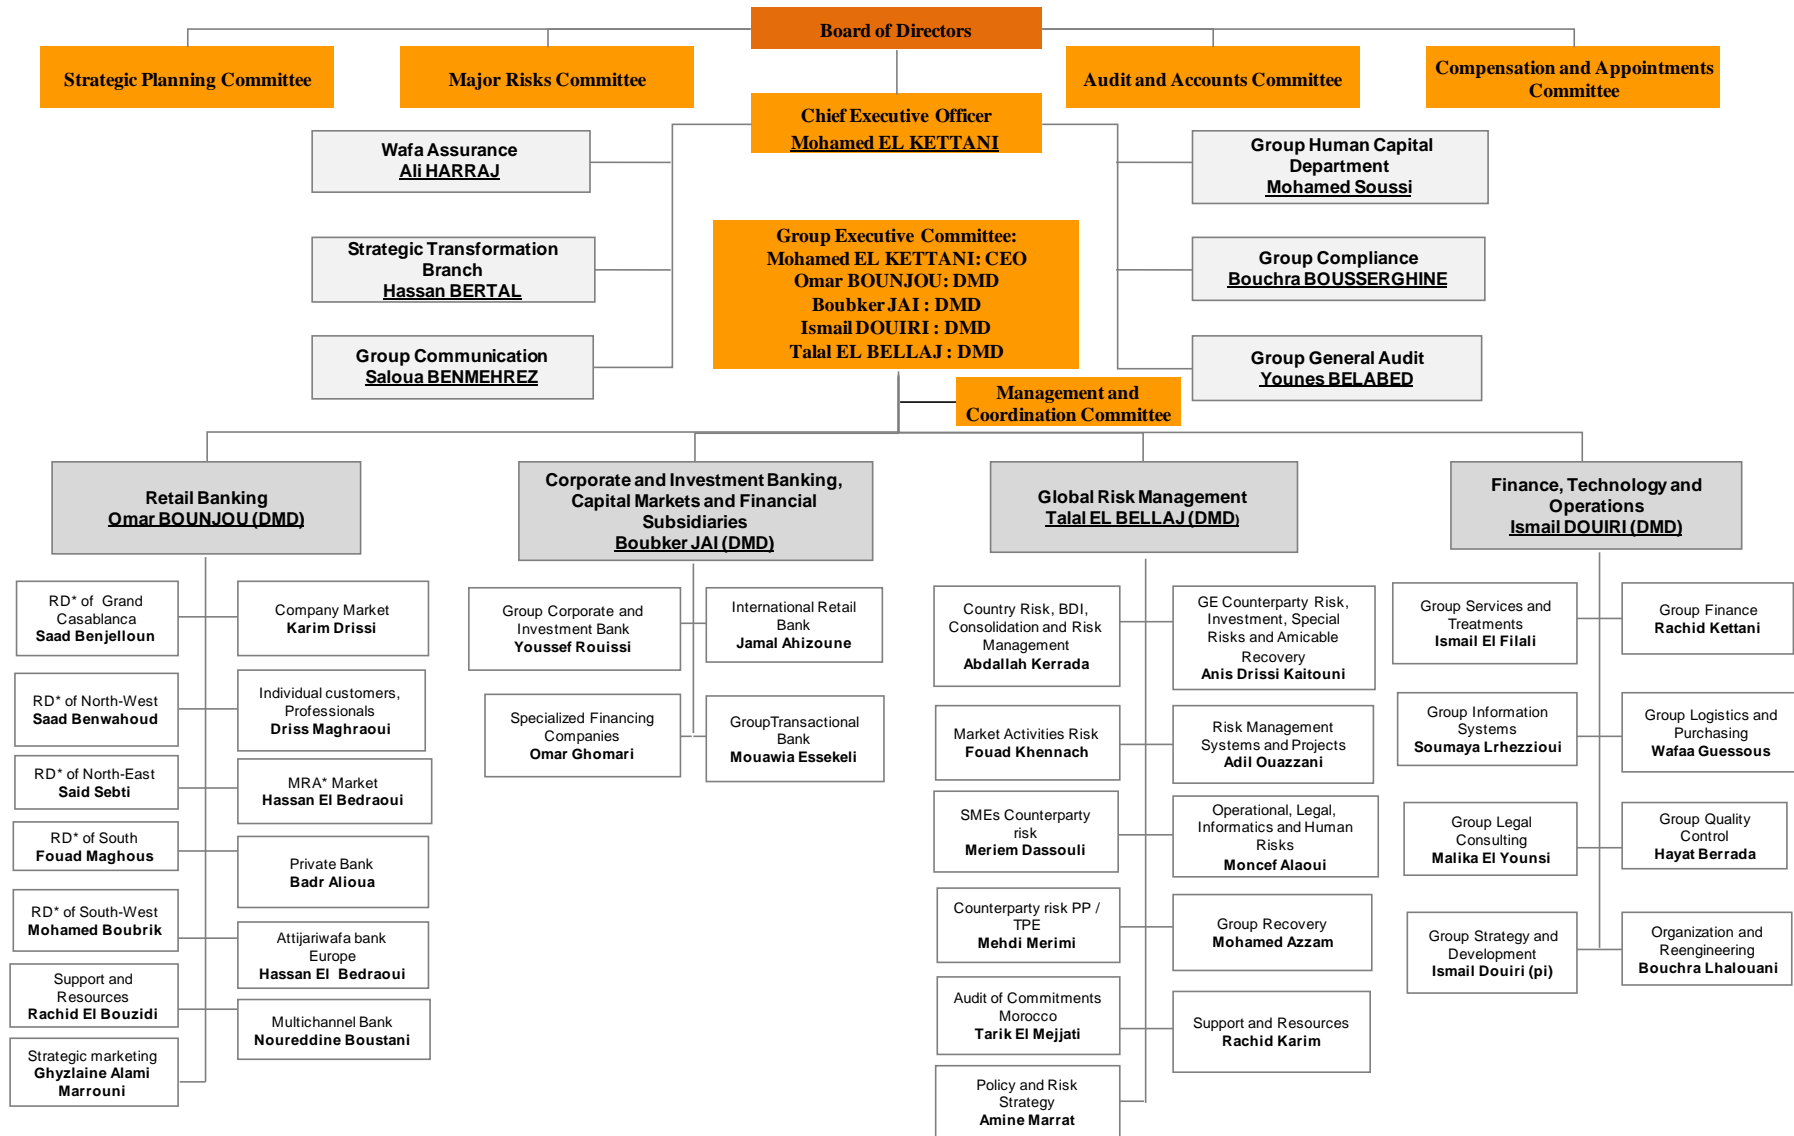 Board of Directors
Strategic Planning Committee
Major Risks Committee
Audit and Accounts Committee
Compensation and Appointments
Committee
Chief Executive Officer
Mohamed EL KETTANI
Wafa Assurance
Ali HARRAJ
Group Human Capital
Department
Mohamed Soussi
Strategic Transformation
Branch
Hassan BERTAL
Group Executive Committee:
Mohamed EL KETTANI: CEO
Omar BOUNJOU: DMD
Boubker JAI : DMD
Ismail DOUIRI : DMD
Talal EL BELLAJ : DMD
Group Compliance
Bouchra BOUSSERGHINE
Group Communication
Saloua BENMEHREZ
Group General Audit
Younes BELABED
Management and
Coordination Committee
Retail Banking
Omar BOUNJOU (DMD)
Corporate and Investment Banking,
Capital Markets and Financial
Subsidiaries
Boubker JAI (DMD)
Global Risk Management
Talal EL BELLAJ (DMD)
Finance, Technology and
Operations
Ismail DOUIRI (DMD)
RD* of Grand
Casablanca
Saad Benjelloun
Company Market
Karim Drissi
RD* of North-West
Saad Benwahoud
Individual customers,
Professionals
Driss Maghraoui
RD* of North-East
Said Sebti
MRA* Market
Hassan El Bedraoui
RD* of South
Fouad Maghous
Private Bank
Badr Alioua
RD* of South-West
Mohamed Boubrik
Attijariwafa bank
Europe
Hassan El Bedraoui
Support and
Resources
Rachid El Bouzidi
Multichannel Bank
Noureddine Boustani
Strategic marketing
Ghyzlaine Alami
Marrouni
Group Corporate and
Investment Bank
Youssef Rouissi
International Retail
Bank
Jamal Ahizoune
Specialized Financing
Companies
Omar Ghomari
GroupTransactional
Bank
Mouawia Essekeli
Country Risk, BDI,
Consolidation and Risk
Management
Abdallah Kerrada
GE Counterparty Risk,
Investment, Special
Risks and Amicable
Recovery
Anis Drissi Kaitouni
Market Activities Risk
Fouad Khennach
Risk Management
Systems and Projects
Adil Ouazzani
SMEs Counterparty
risk
Meriem Dassouli
Operational, Legal,
Informatics and Human
Risks
Moncef Alaoui
Counterparty risk PP /
TPE
Mehdi Merimi
Group Recovery
Mohamed Azzam
Audit of Commitments
Morocco
Tarik El Mejjati
Support and Resources
Rachid Karim
Policy and Risk
Strategy
Amine Marrat
Group Services and
Treatments
Ismail El Filali
Group Finance
Rachid Kettani
Group Information
Systems
Soumaya Lrhezzioui
Group Logistics and
Purchasing
Wafaa Guessous
Group Legal
Consulting
Malika El Younsi
Group Quality
Control
Hayat Berrada
Group Strategy and
Development
Ismail Douiri (pi)
Organization and
Reengineering
Bouchra Lhalouani